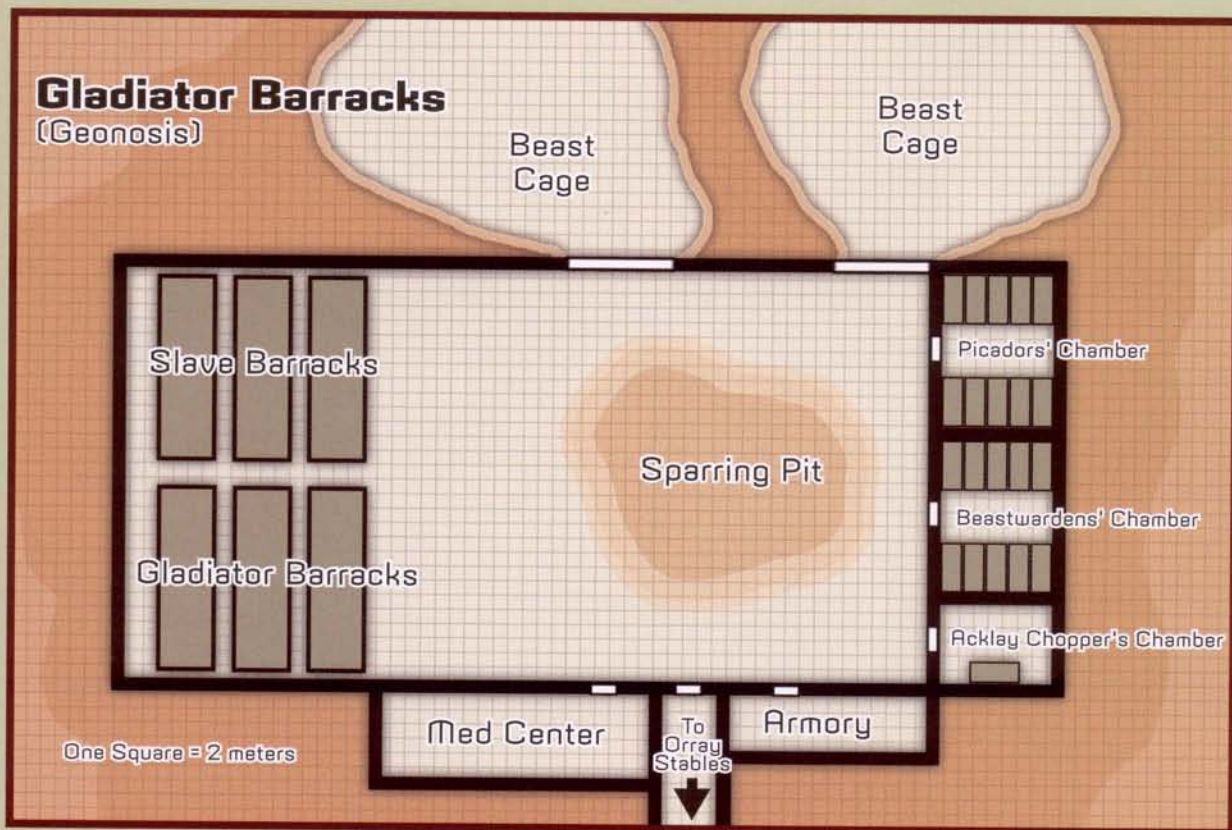 Gladiator Barracks
(Geonosis)
Beast
Cage
Beast
Cage
Slave Barracks
Picadors' Chamber
Sparring Pit
Beastwardens' Chamber
Gladiator Barracks
Acklay Chopper's Chamber
Med Center
To
Orray
Stables
Armory
One Square = 2 meters